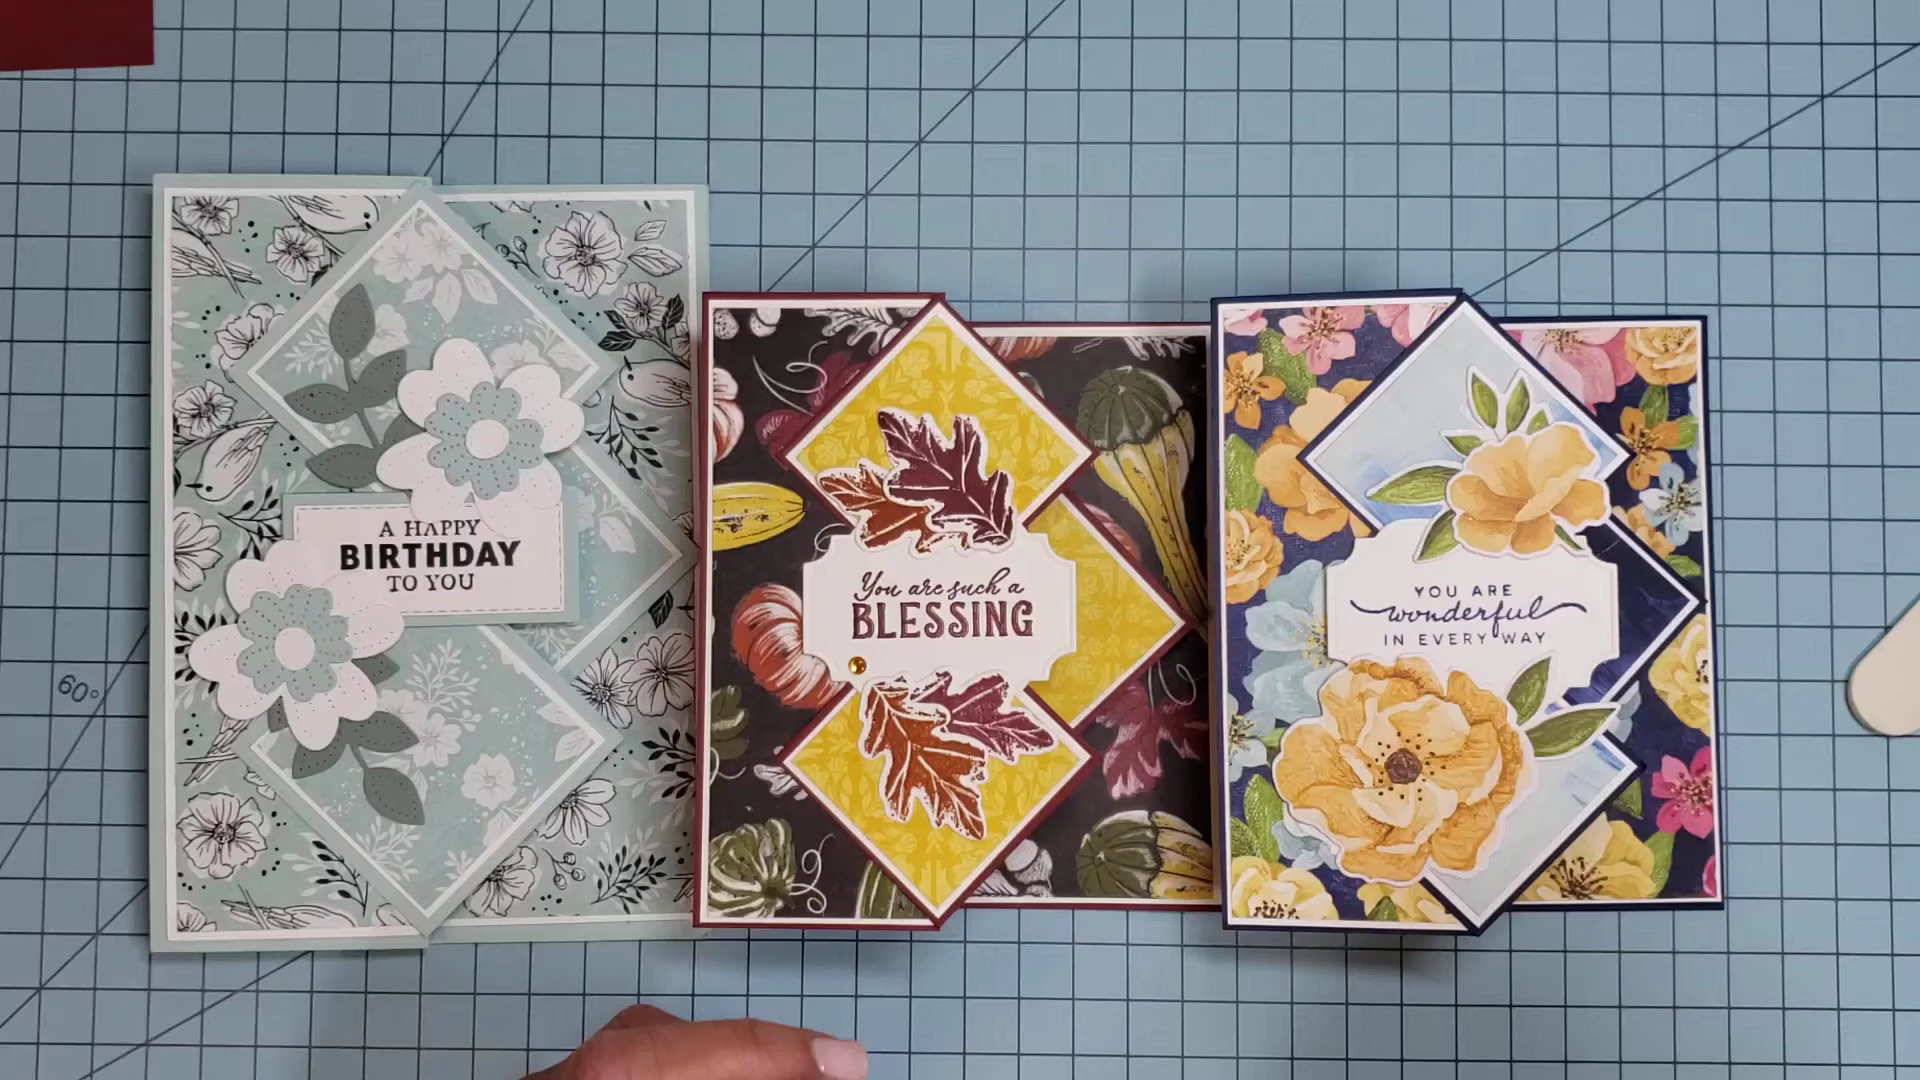 A HAPPY
BIRTHDAY
TO YOU
You are such a
BLESSING
YOU ARE
wonderful
IN EVERY WAY
60°